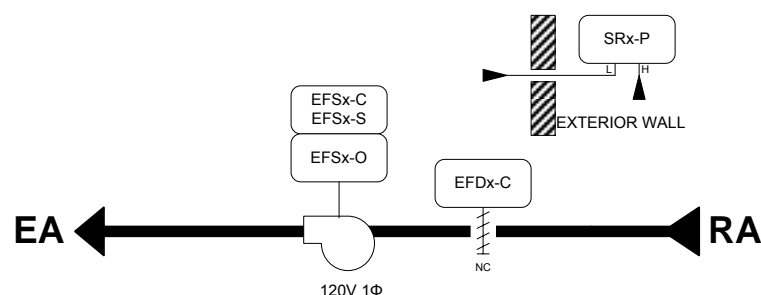 SRx-P
L H
EXTERIOR WALL
EFSx-C
EFSx-S
EFSx-O
EFDx-C
EA
RA
NC
120V 1Φ